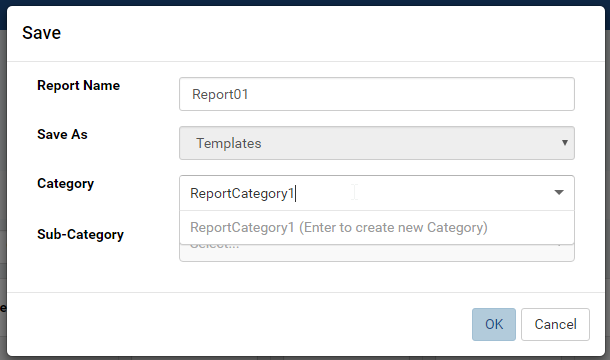 Save
Report Name
Report01
Save As
Templates
Category
ReportCategory1
ReportCategory1 (Enter to create new Category)
Sub-Category
Select...
OK
Cancel